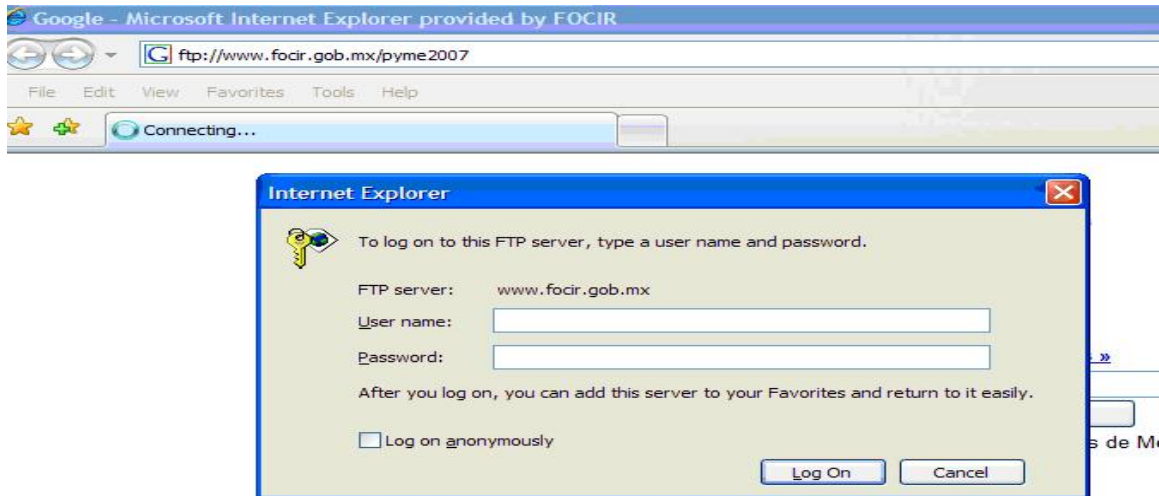 Google - Microsoft Internet Explorer provided by FOCIR
ftp://www.focir.gob.mx/pyme2007
File Edit View Favorites Tools Help
Connecting...
Internet Explorer
To log on to this FTP server, type a user name and password.
FTP server: www.focir.gob.mx
User name:
Password:
»
After you log on, you can add this server to your Favorites and return to it easily.
Log on anonymously
s de Me
Log On Cancel